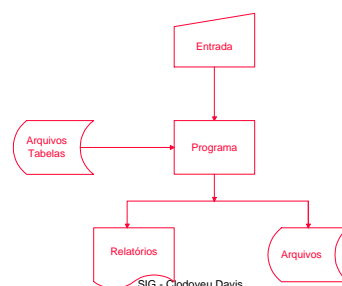 Entrada
Arquivos
Tabelas
Programa
Relatórios
Arquivos
SIG - Clodoveu Davis